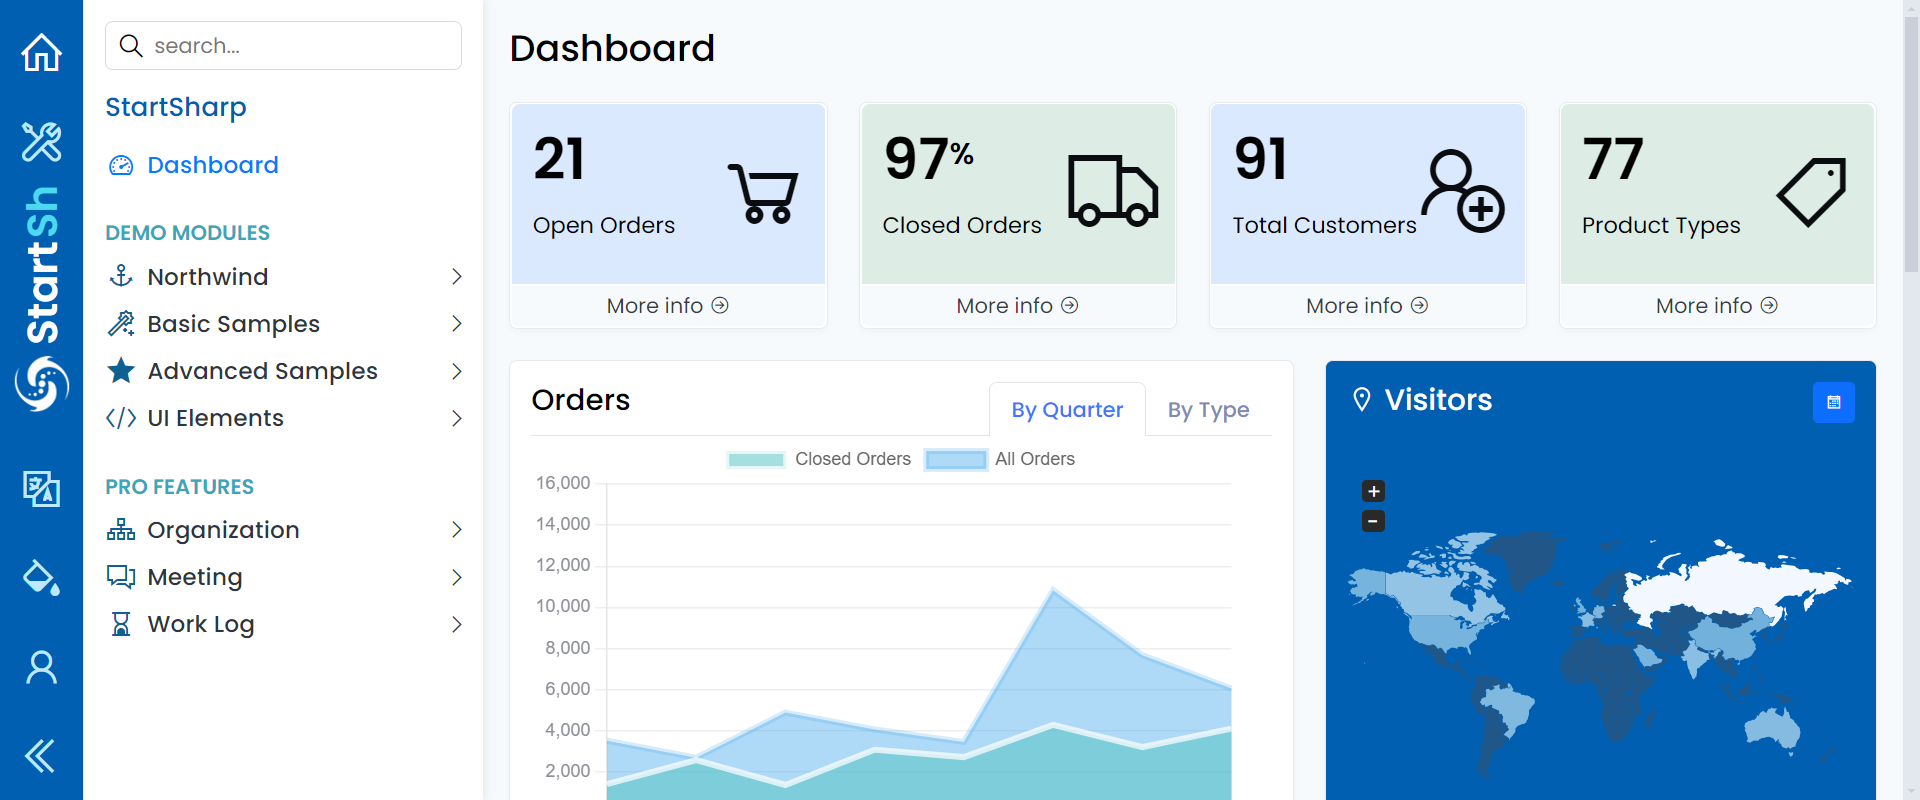 StartSh
search...
StartSharp
Dashboard
DEMO MODULES
Northwind
Basic Samples
Advanced Samples
UI Elements
PRO FEATURES
Organization
Meeting
Work Log
Dashboard
21
Open Orders
More info
97%
Closed Orders
More info
91
Total Customers
More info
77
Product Types
More info
Orders
By Quarter
By Type
Closed Orders
All Orders
16,000
14,000
12,000
10,000
8,000
6,000
4,000
2,000
Visitors
+
−